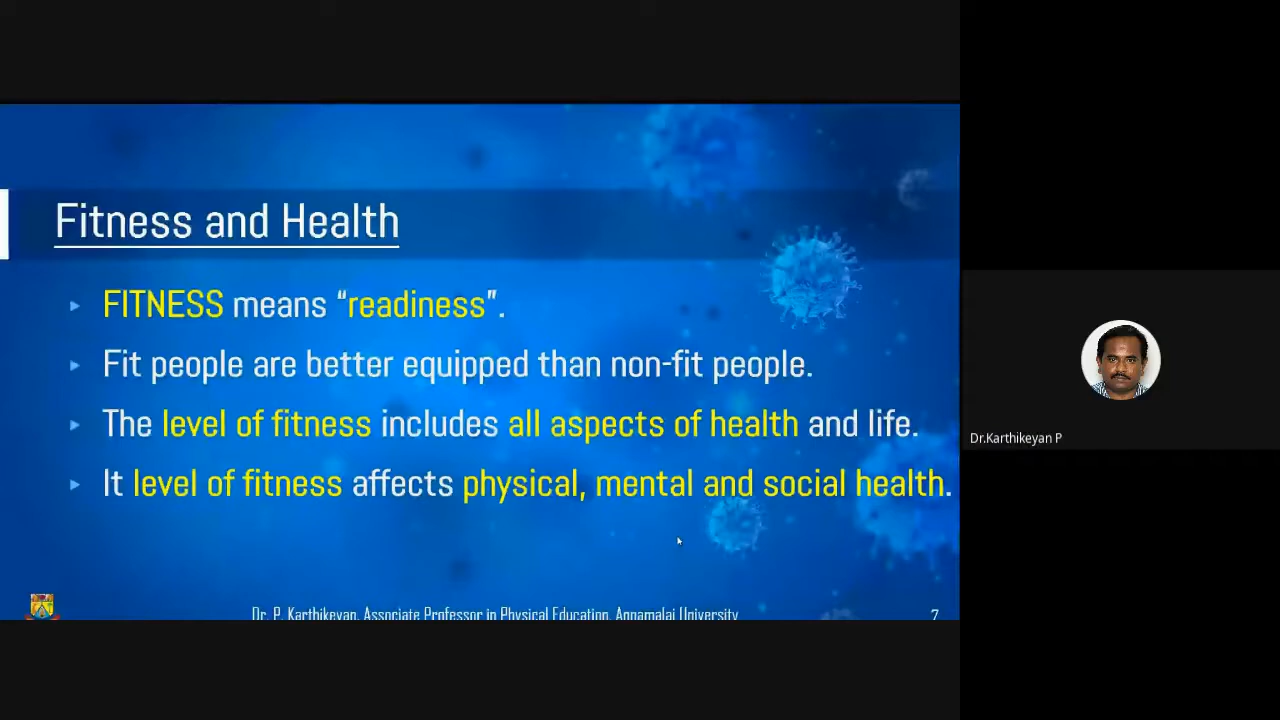 Fitness and Health
FITNESS means “readiness”.
Fit people are better equipped than non-fit people.
The level of fitness includes all aspects of health and life.
It level of fitness affects physical, mental and social health.
Dr. P. Karthikeyan, Associate Professor in Physical Education, Annamalai University
7
Dr.Karthikeyan P